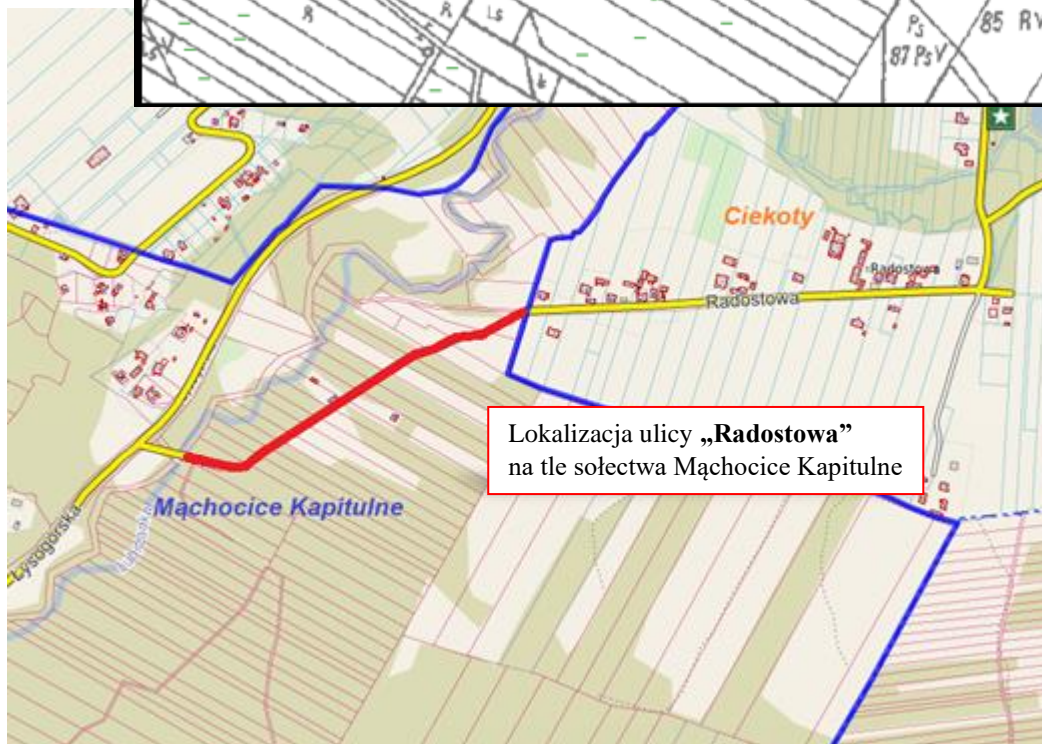 R
R
Ls
Ps
85 RV
87 PsV
Ciekoty
Radostowa
Radostowa
Lokalizacja ulicy „Radostowa”
na tle sołectwa Mąchocice Kapitulne
Mąchocice Kapitulne
Łysogórska